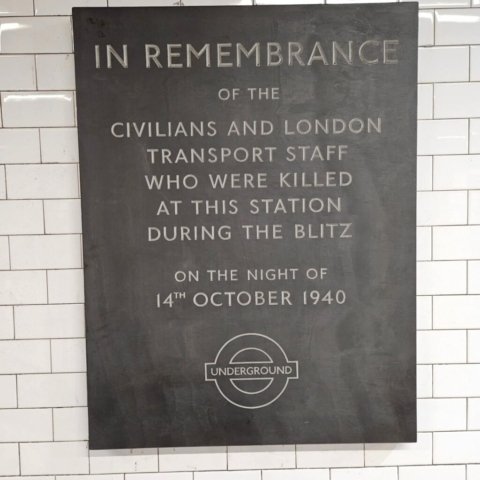 IN REMEMBRANCE
OF THE
CIVILIANS AND LONDON
TRANSPORT STAFF
WHO WERE KILLED
AT THIS STATION
DURING THE BLITZ
ON THE NIGHT OF
14TH OCTOBER 1940
UNDERGROUND